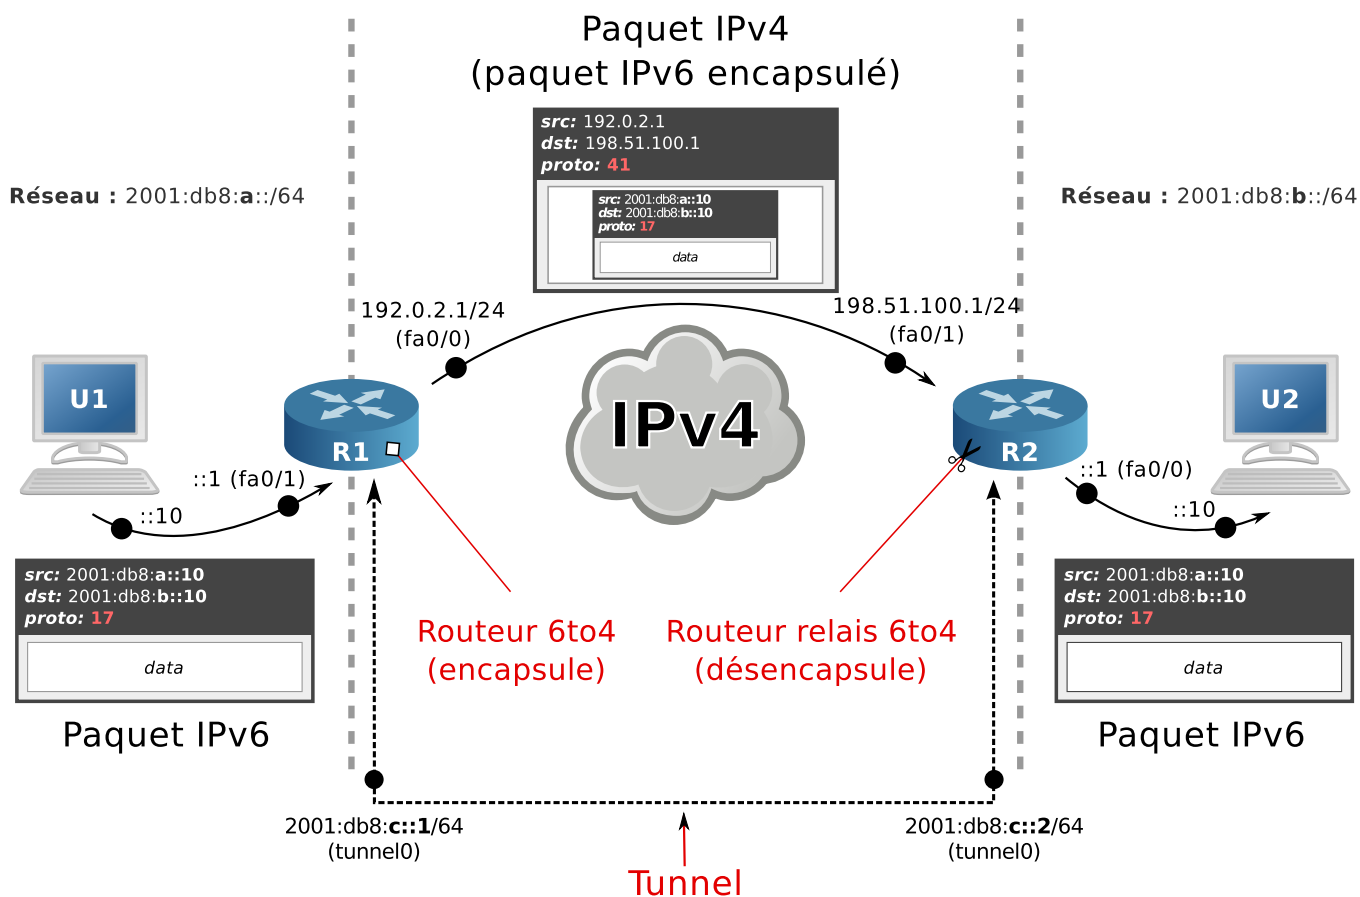 Paquet IPv4
(paquet IPv6 encapsulé)
src: 192.0.2.1
dst: 198.51.100.1
proto: 41
src: 2001:db8:a::10
dst: 2001:db8:b::10
proto: 17
data
Réseau : 2001:db8:a::/64
Réseau : 2001:db8:b::/64
192.0.2.1/24
(fa0/0)
198.51.100.1/24
(fa0/1)
U1
R1
IPv4
R2
U2
::1 (fa0/1)
::10
::1 (fa0/0)
::10
src: 2001:db8:a::10
dst: 2001:db8:b::10
proto: 17
data
Paquet IPv6
Routeur 6to4
(encapsule)
Routeur relais 6to4
(désencapsule)
src: 2001:db8:a::10
dst: 2001:db8:b::10
proto: 17
data
Paquet IPv6
2001:db8:c::1/64
(tunnel0)
2001:db8:c::2/64
(tunnel0)
Tunnel